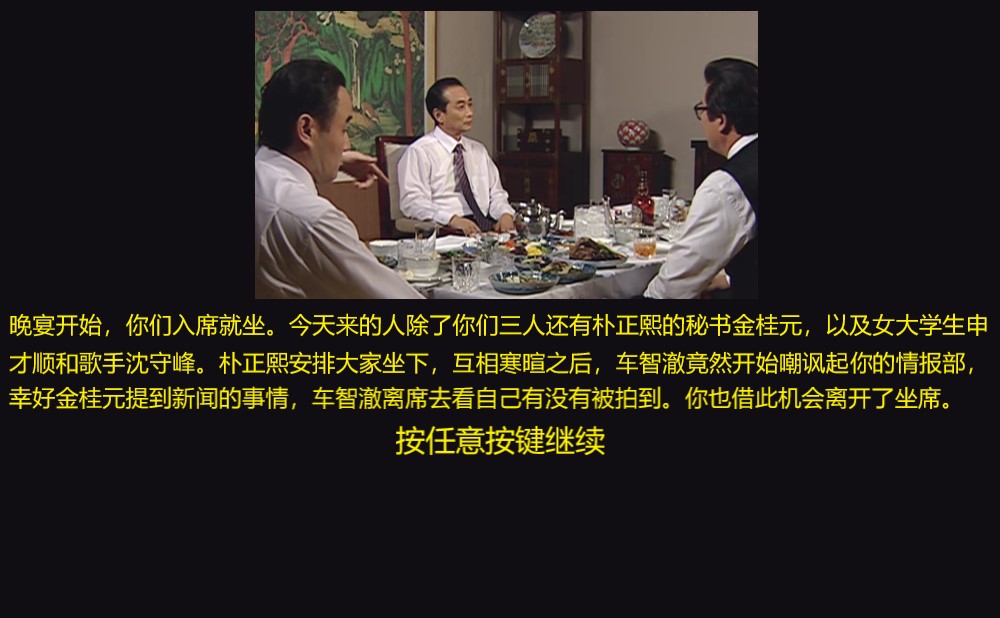 晚宴开始，你们入席就坐。今天来的人除了你们三人还有朴正熙的秘书金桂元，以及女大学生申
才顺和歌手沈守峰。朴正熙安排大家坐下，互相寒暄之后，车智澈竟然开始嘲讽起你的情报部，
幸好金桂元提到新闻的事情，车智澈离席去看自己有没有被拍到。你也借此机会离开了坐席。
按任意按键继续